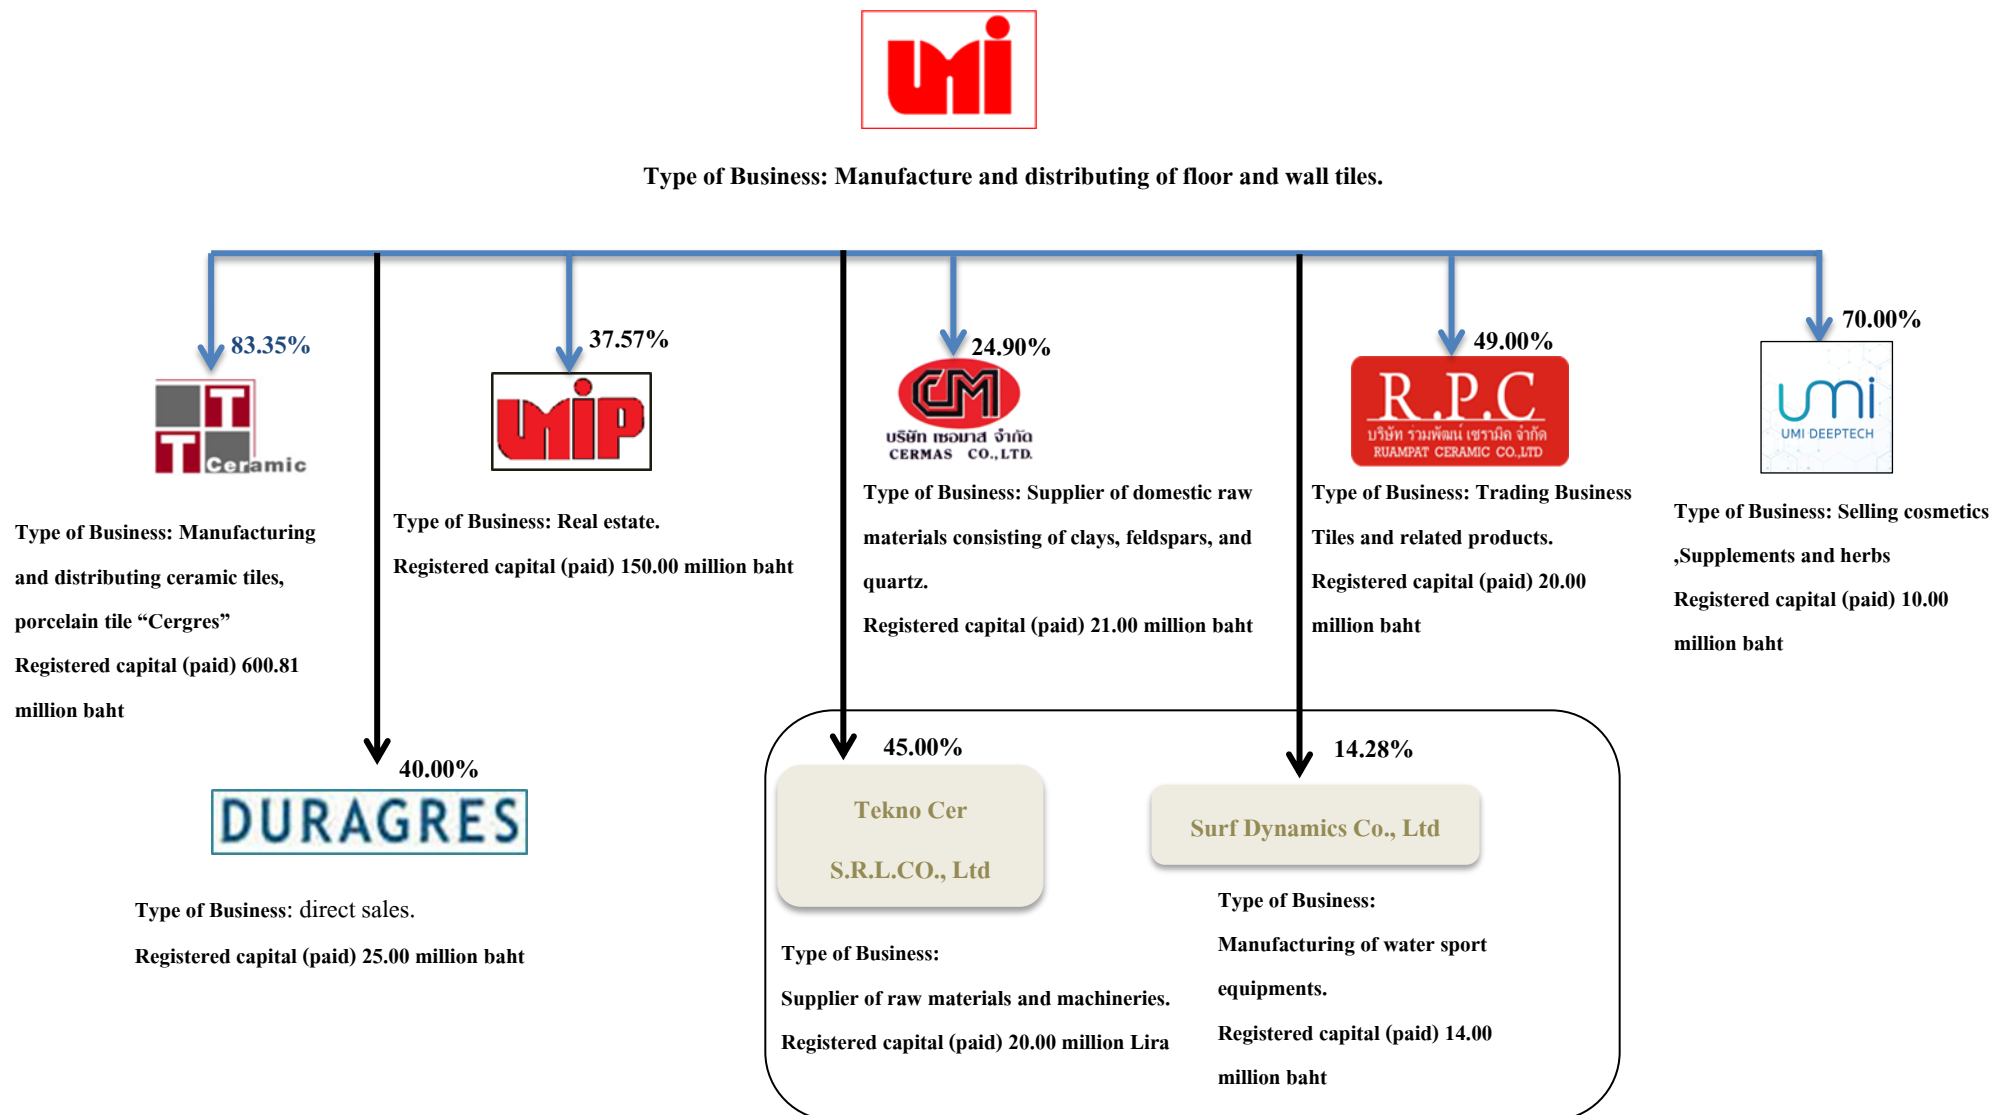 umi
Type of Business: Manufacture and distributing of floor and wall tiles.
83.35%
37.57%
24.90%
49.00%
70.00%
TT
T Ceramic
UMIP
CM
บริษัท เซอมาส จำกัด
CERMAS CO.,LTD.
R.P.C
บริษัท รวมพัฒน์ เซรามิค จำกัด
RUAMPAT CERAMIC CO.,LTD
umi
UMI DEEPTECH
Type of Business: Manufacturing
and distributing ceramic tiles,
porcelain tile “Cergres”
Registered capital (paid) 600.81
million baht
Type of Business: Real estate.
Registered capital (paid) 150.00 million baht
Type of Business: Supplier of domestic raw
materials consisting of clays, feldspars, and
quartz.
Registered capital (paid) 21.00 million baht
Type of Business: Trading Business
Tiles and related products.
Registered capital (paid) 20.00
million baht
Type of Business: Selling cosmetics
,Supplements and herbs
Registered capital (paid) 10.00
million baht
40.00%
DURAGRES
Type of Business: direct sales.
Registered capital (paid) 25.00 million baht
45.00%
Tekno Cer
S.R.L.CO., Ltd
Type of Business:
Supplier of raw materials and machineries.
Registered capital (paid) 20.00 million Lira
14.28%
Surf Dynamics Co., Ltd
Type of Business:
Manufacturing of water sport
equipments.
Registered capital (paid) 14.00
million baht